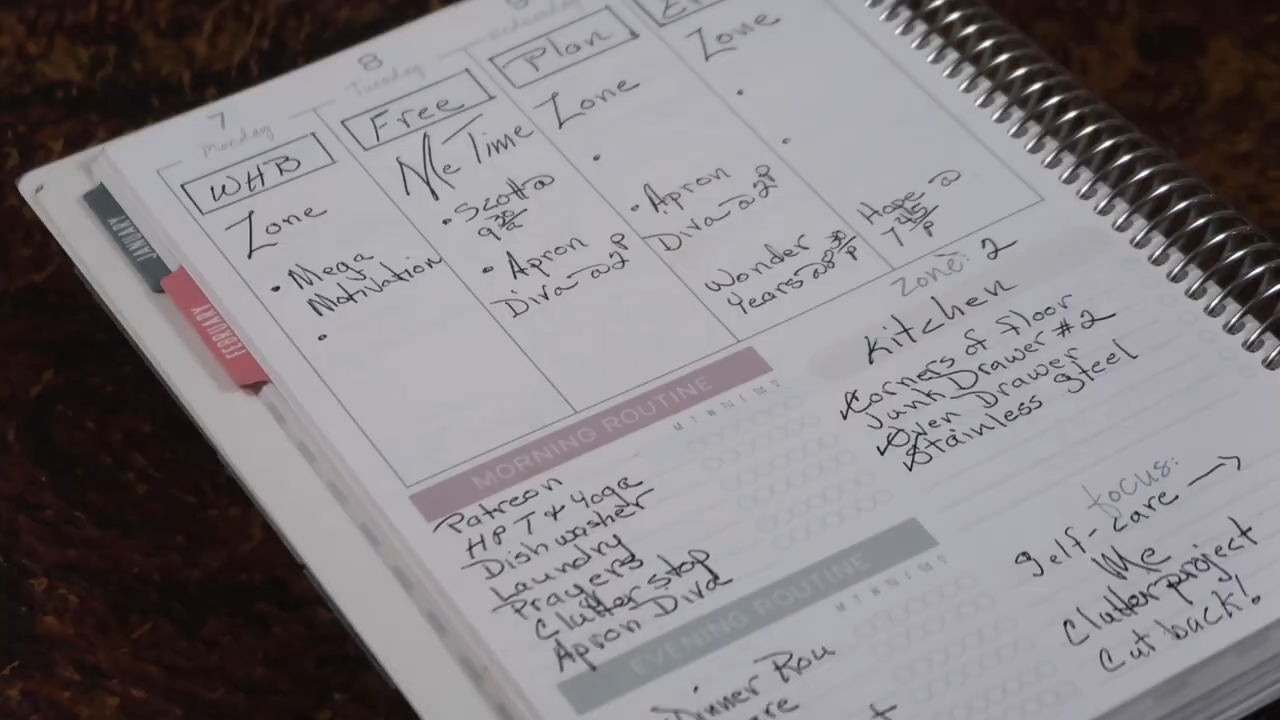 7
Monday
WHB
Zone
• Mega
Motivation
•
8
Tuesday
Free
Me Time
• Scott @
9 30/a
• Apron
Diva @ 2P
Wednesday
Plan
Zone
•
• Apron
Diva @ 2P
Wonder
Years @ 8 30/P
Zone
•
•
Hope @
7 45/P
JANUARY
FEBRUARY
MORNING ROUTINE
M T W T F S S
Patreon
HPT & Yoga
Dishwasher
Laundry
Prayers
Clutter stop
Apron Diva
EVENING ROUTINE
M T W T F S S
Dinner Rou
Zone: 2
Kitchen
Corners of floor
Junk Drawer #2
Oven Drawer
Stainless Steel
focus:
Self-care →
Me
Clutter project
Cut back!